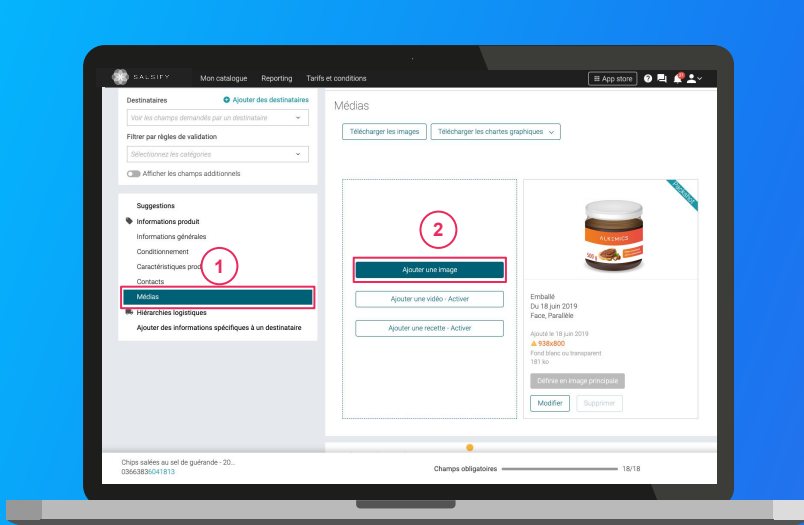 SALSIFY
Mon catalogue
Reporting
Tarifs et conditions
App store
Destinataires
Ajouter des destinataires
Voir les champs demandés par un destinataire
Filtrer par règles de validation
Sélectionnez les catégories
Afficher les champs additionnels
Suggestions
Informations produit
Informations générales
Conditionnement
Caractéristiques prod
1
Contacts
Médias
Hiérarchies logistiques
Ajouter des informations spécifiques à un destinataire
Médias
Télécharger les images
Télécharger les chartes graphiques
2
Ajouter une image
Ajouter une vidéo - Activer
Ajouter une recette - Activer
Packshot
ALKEMICS
Emballé
Du 18 juin 2019
Face, Parallèle
Ajouté le 18 juin 2019
938x800
Fond blanc ou transparent
181 ko
Définie en image principale
Modifier
Supprimer
Chips salées au sel de guérande - 20...
03663836041813
Champs obligatoires
18/18